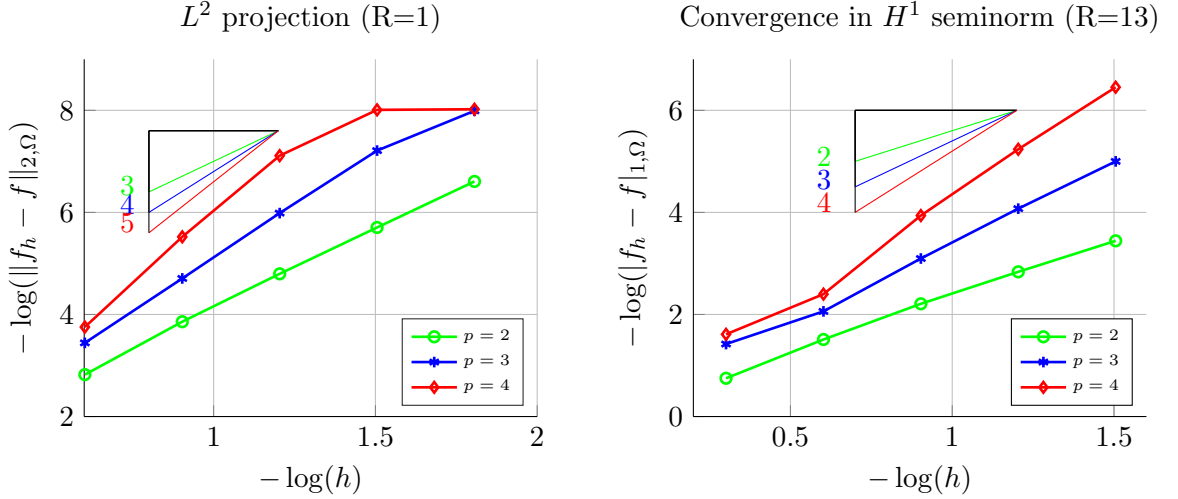 L² projection (R=1)
− log(‖f_h − f‖_{2,Ω})
8
6
4
2
3
4
5
p = 2
p = 3
p = 4
1
1.5
2
− log(h)
Convergence in H¹ seminorm (R=13)
− log(|f_h − f|_{1,Ω})
6
4
2
0
2
3
4
p = 2
p = 3
p = 4
0.5
1
1.5
− log(h)